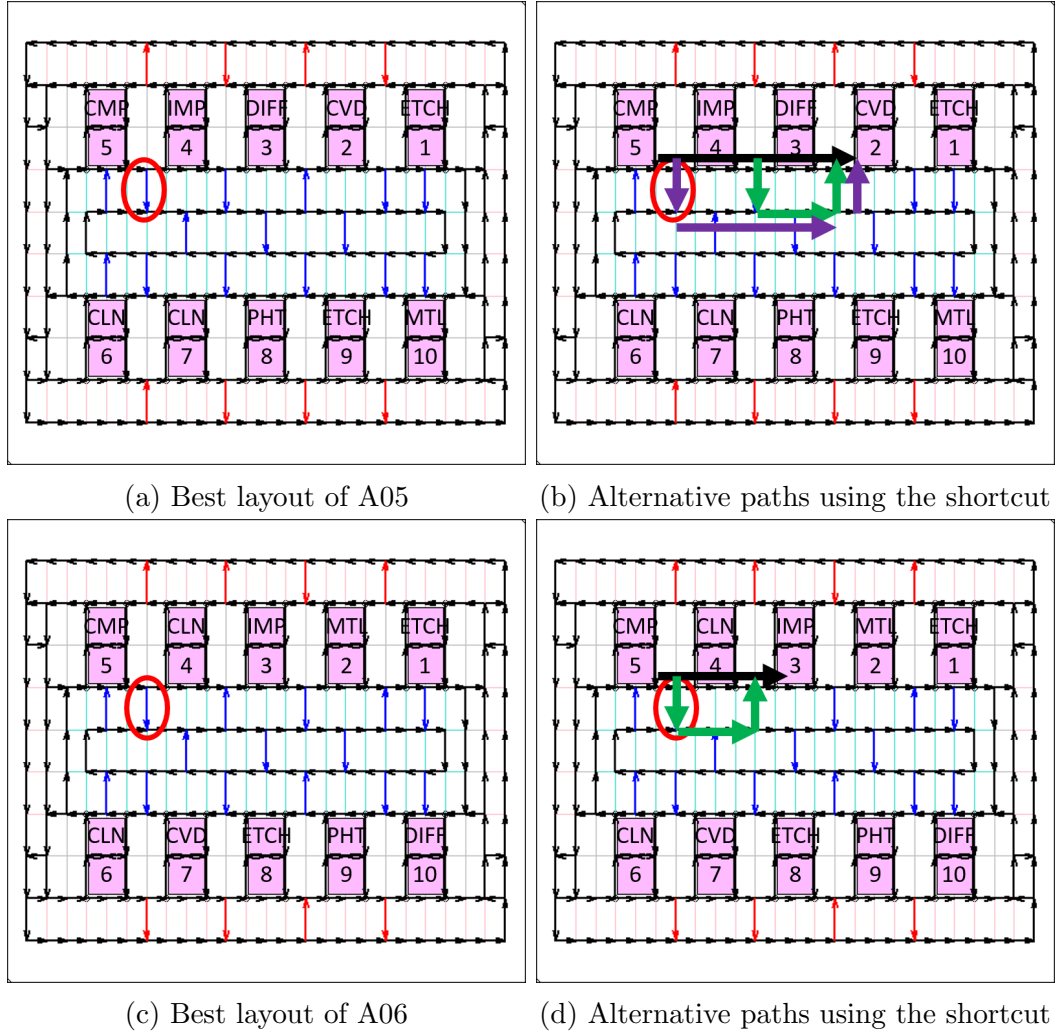 CMP IMP DIFF CVD ETCH
5 4 3 2 1
CLN CLN PHT ETCH MTL
6 7 8 9 10
(a) Best layout of A05
CMP IMP DIFF CVD ETCH
5 4 3 2 1
CLN CLN PHT ETCH MTL
6 7 8 9 10
(b) Alternative paths using the shortcut
CMP CLN IMP MTL ETCH
5 4 3 2 1
CLN CVD ETCH PHT DIFF
6 7 8 9 10
(c) Best layout of A06
CMP CLN IMP MTL ETCH
5 4 3 2 1
CLN CVD ETCH PHT DIFF
6 7 8 9 10
(d) Alternative paths using the shortcut